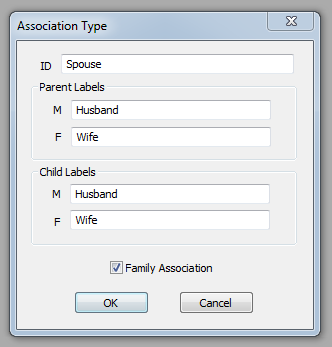 Association Type
ID Spouse
Parent Labels
M Husband
F Wife
Child Labels
M Husband
F Wife
Family Association
OK Cancel